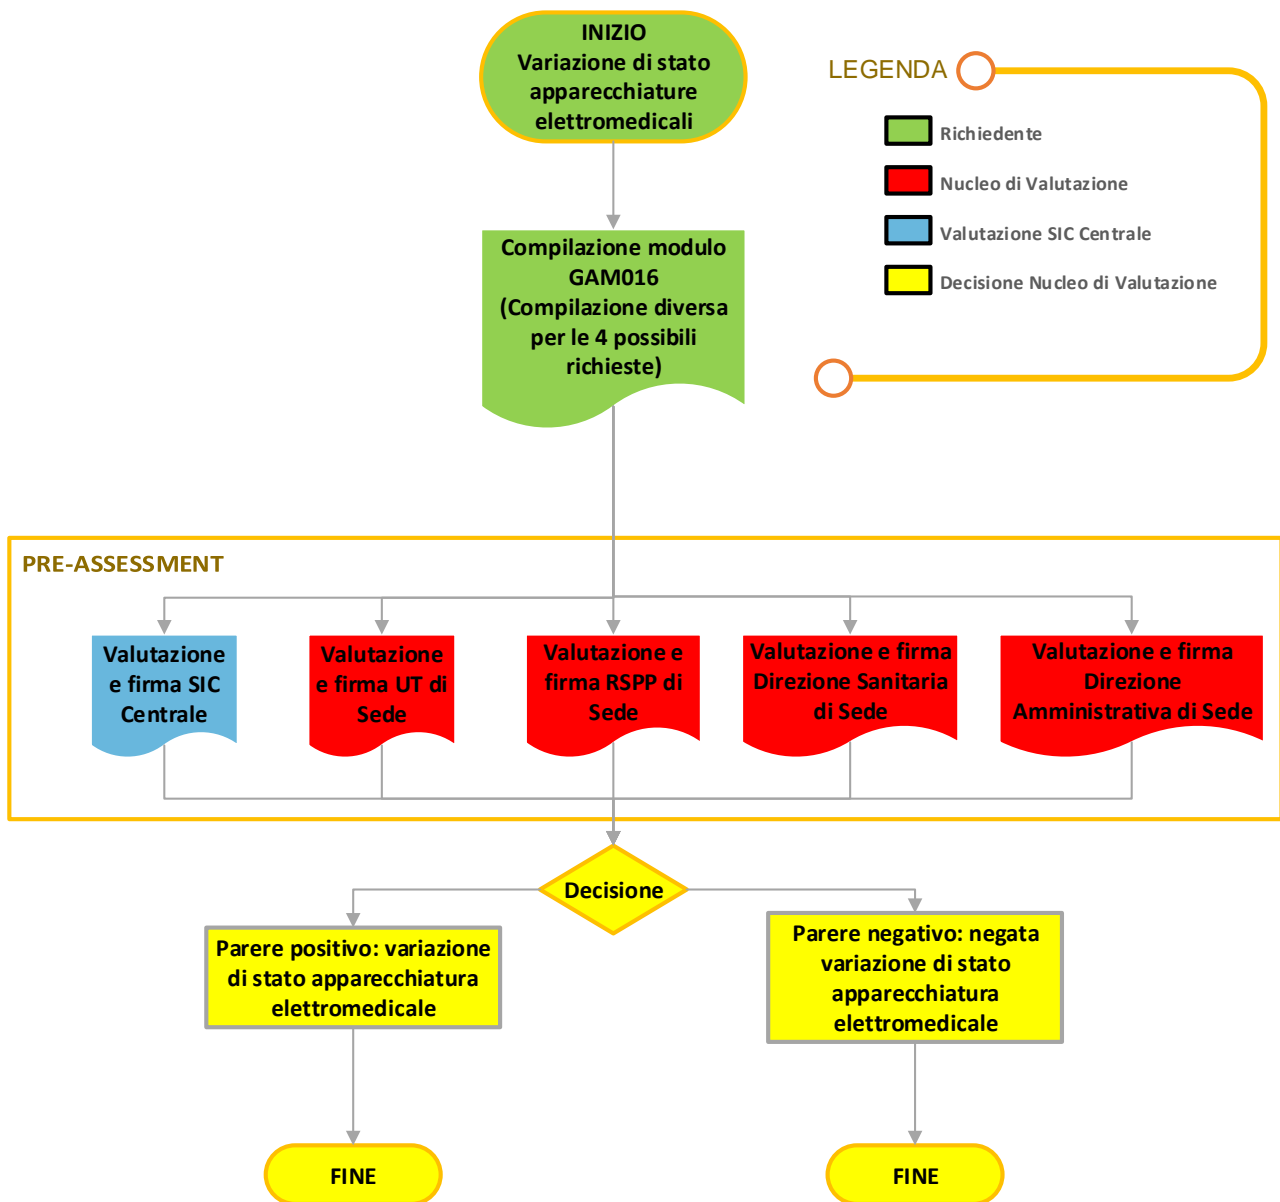 INIZIO
Variazione di stato
apparecchiature
elettromedicali
LEGENDA
Richiedente
Nucleo di Valutazione
Valutazione SIC Centrale
Decisione Nucleo di Valutazione
Compilazione modulo
GAM016
(Compilazione diversa
per le 4 possibili
richieste)
PRE-ASSESSMENT
Valutazione
e firma SIC
Centrale
Valutazione
e firma UT di
Sede
Valutazione e
firma RSPP di
Sede
Valutazione e firma
Direzione Sanitaria
di Sede
Valutazione e firma
Direzione
Amministrativa di Sede
Decisione
Parere positivo: variazione
di stato apparecchiatura
elettromedicale
Parere negativo: negata
variazione di stato
apparecchiatura
elettromedicale
FINE
FINE